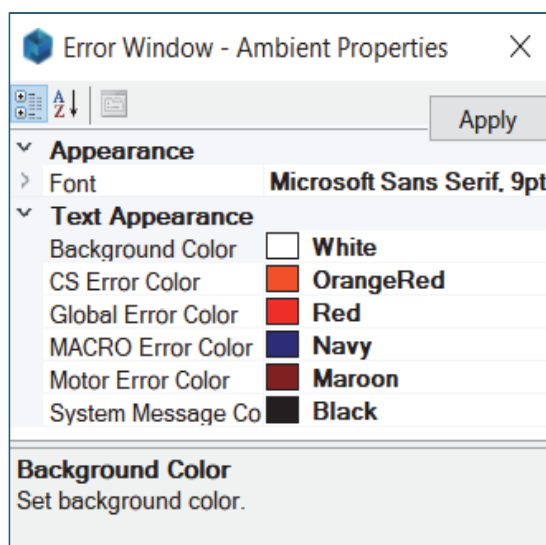 Error Window - Ambient Properties
Apply
Appearance
Font Microsoft Sans Serif, 9pt
Text Appearance
Background Color White
CS Error Color OrangeRed
Global Error Color Red
MACRO Error Color Navy
Motor Error Color Maroon
System Message Co Black
Background Color
Set background color.